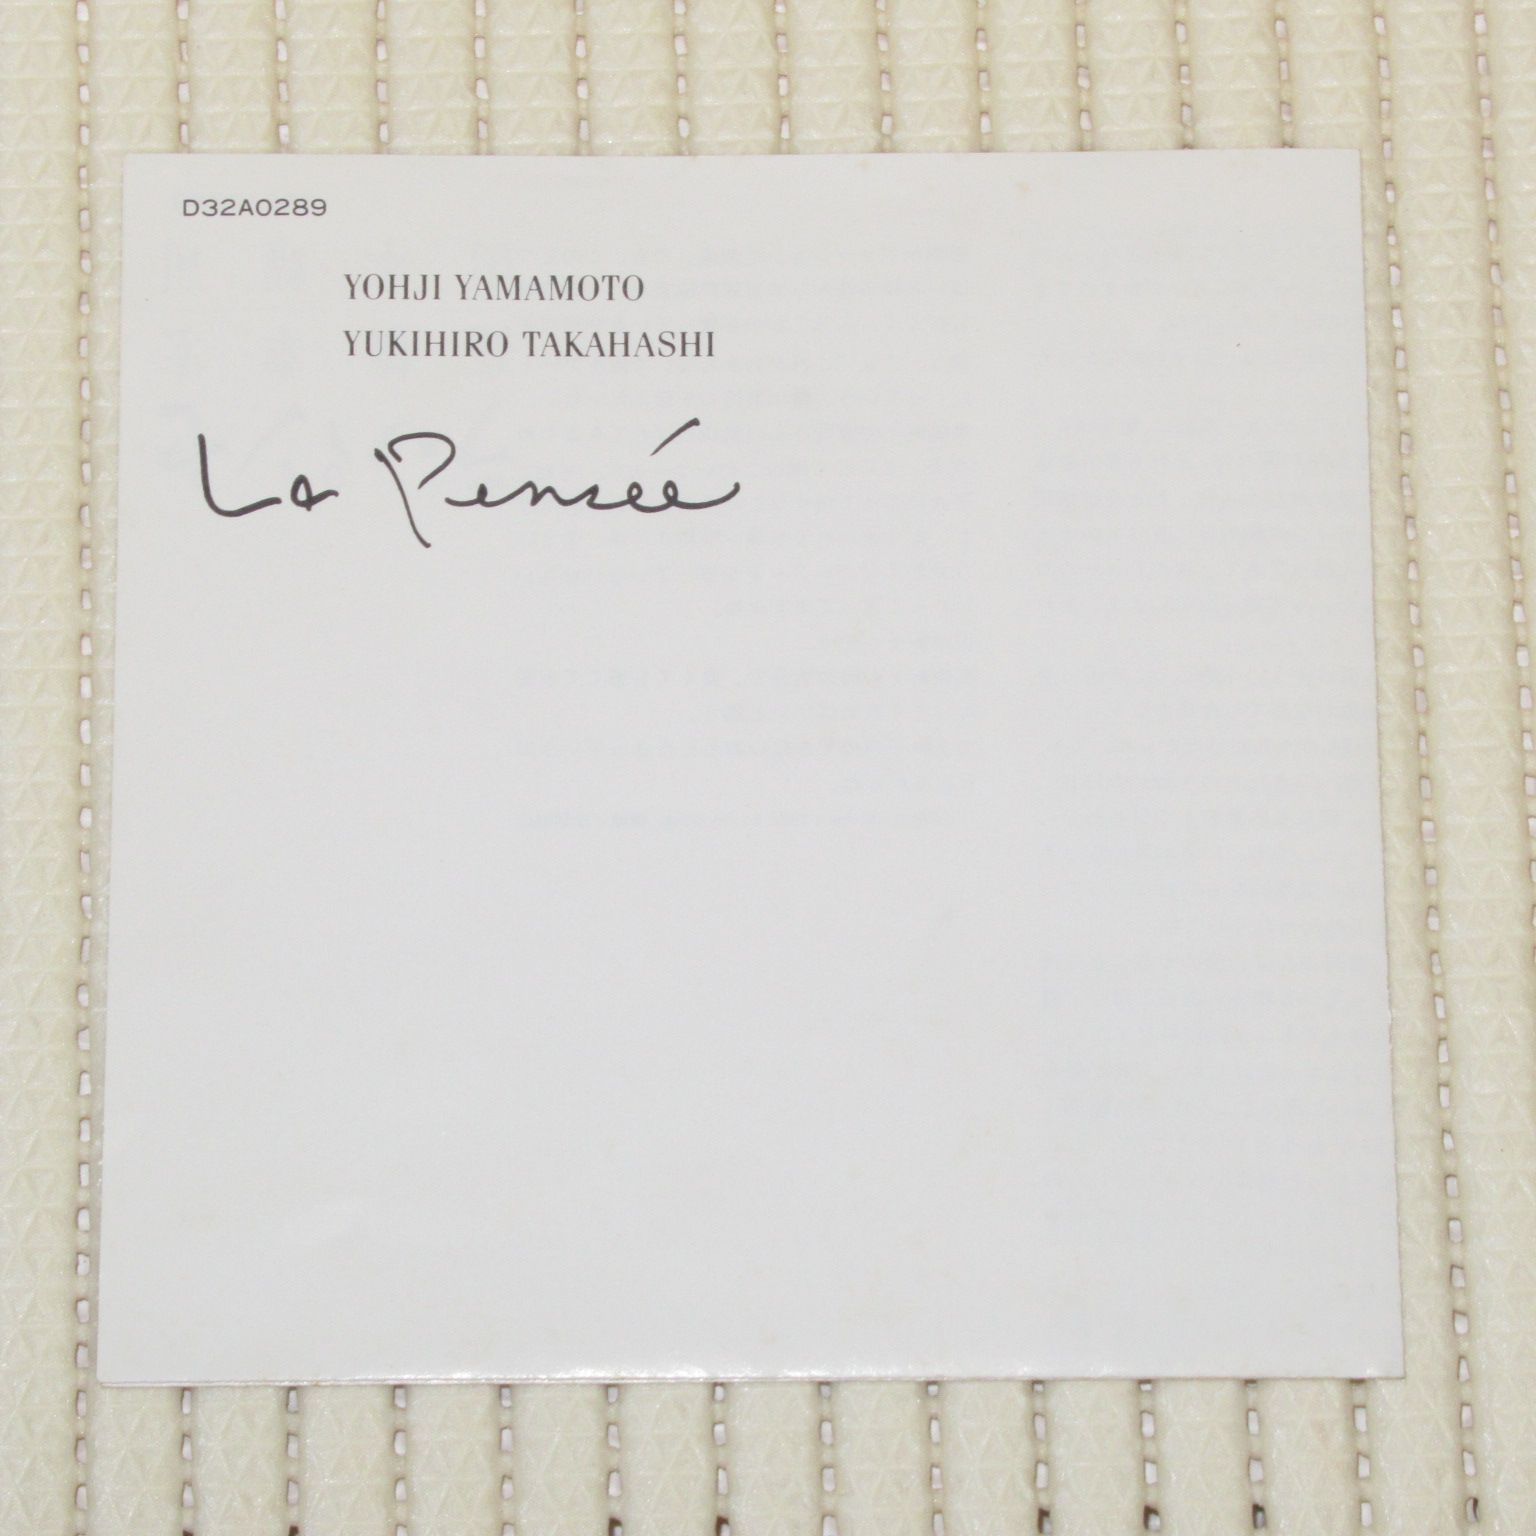 D32A0289
YOHJI YAMAMOTO
YUKIHIRO TAKAHASHI
La Pensée